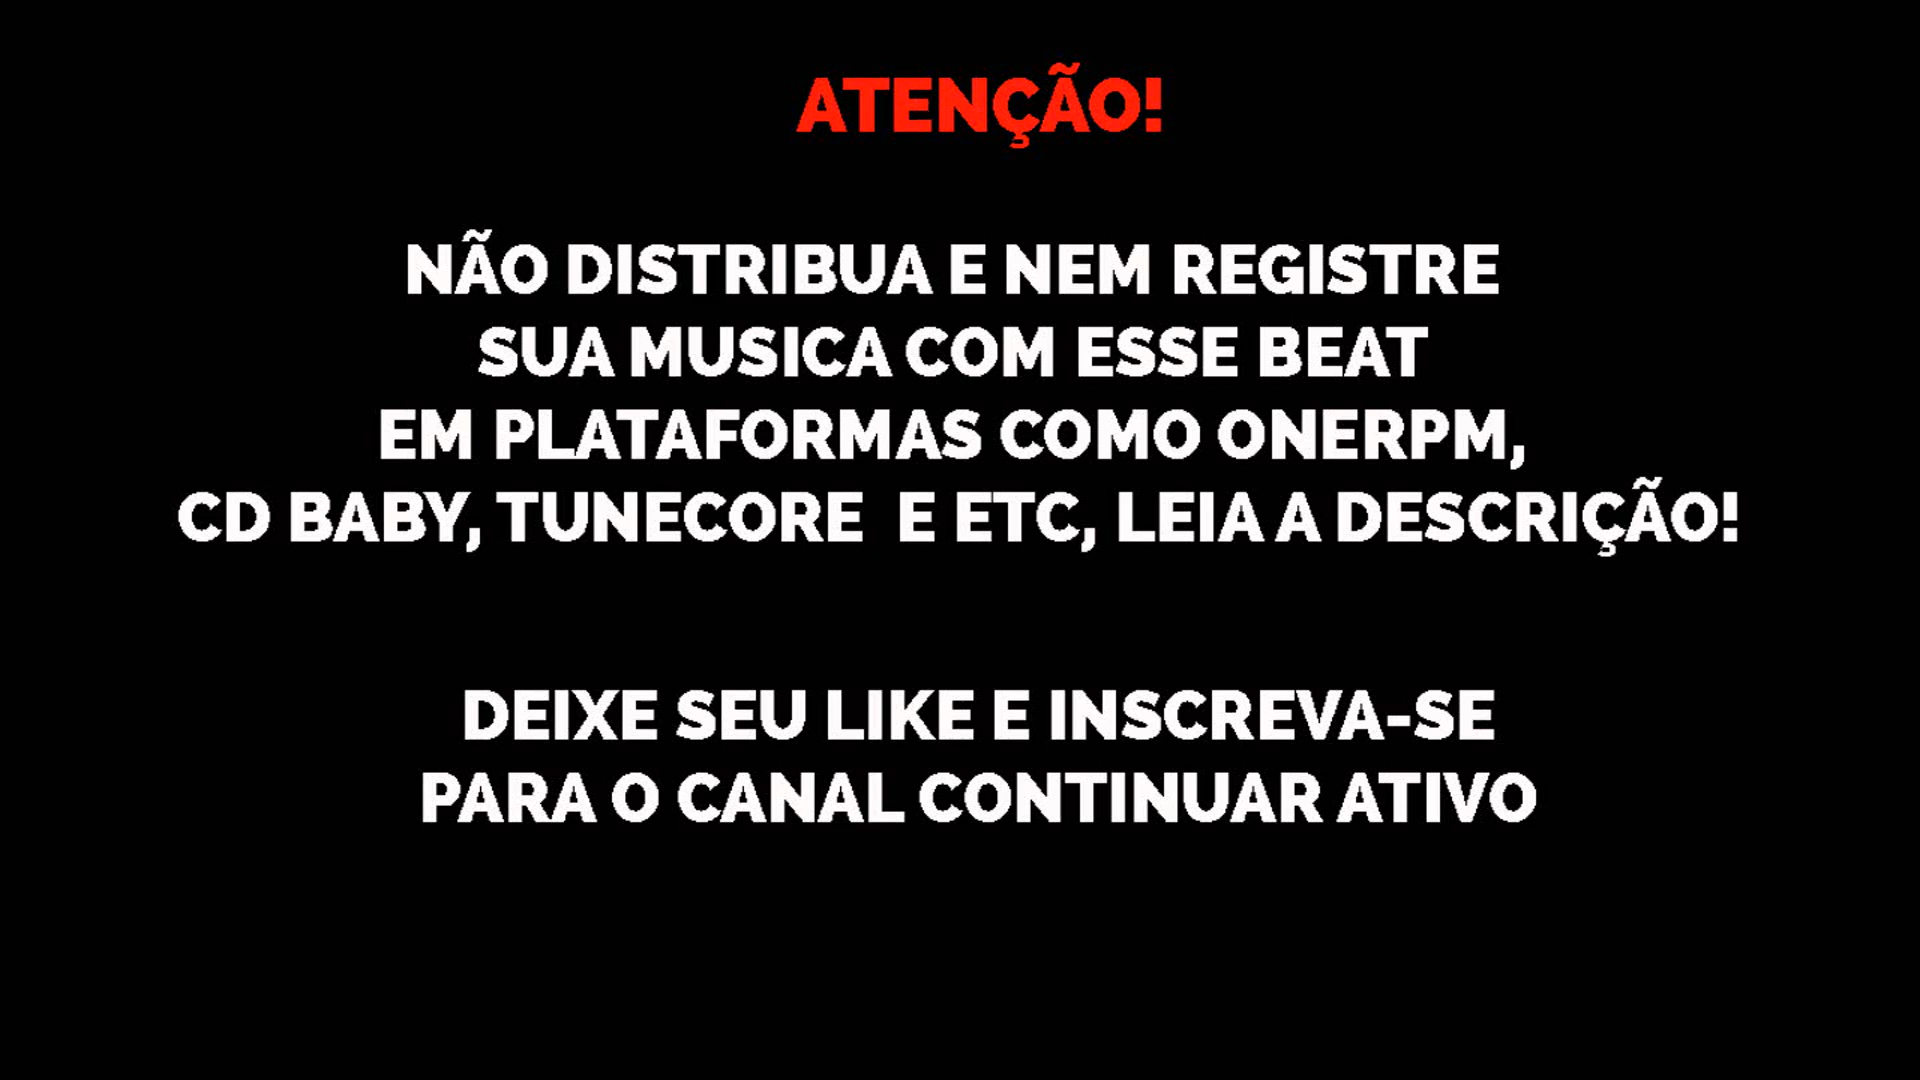 ATENÇÃO!
NÃO DISTRIBUA E NEM REGISTRE
SUA MUSICA COM ESSE BEAT
EM PLATAFORMAS COMO ONERPM,
CD BABY, TUNECORE  E ETC, LEIA A DESCRIÇÃO!
DEIXE SEU LIKE E INSCREVA-SE
PARA O CANAL CONTINUAR ATIVO